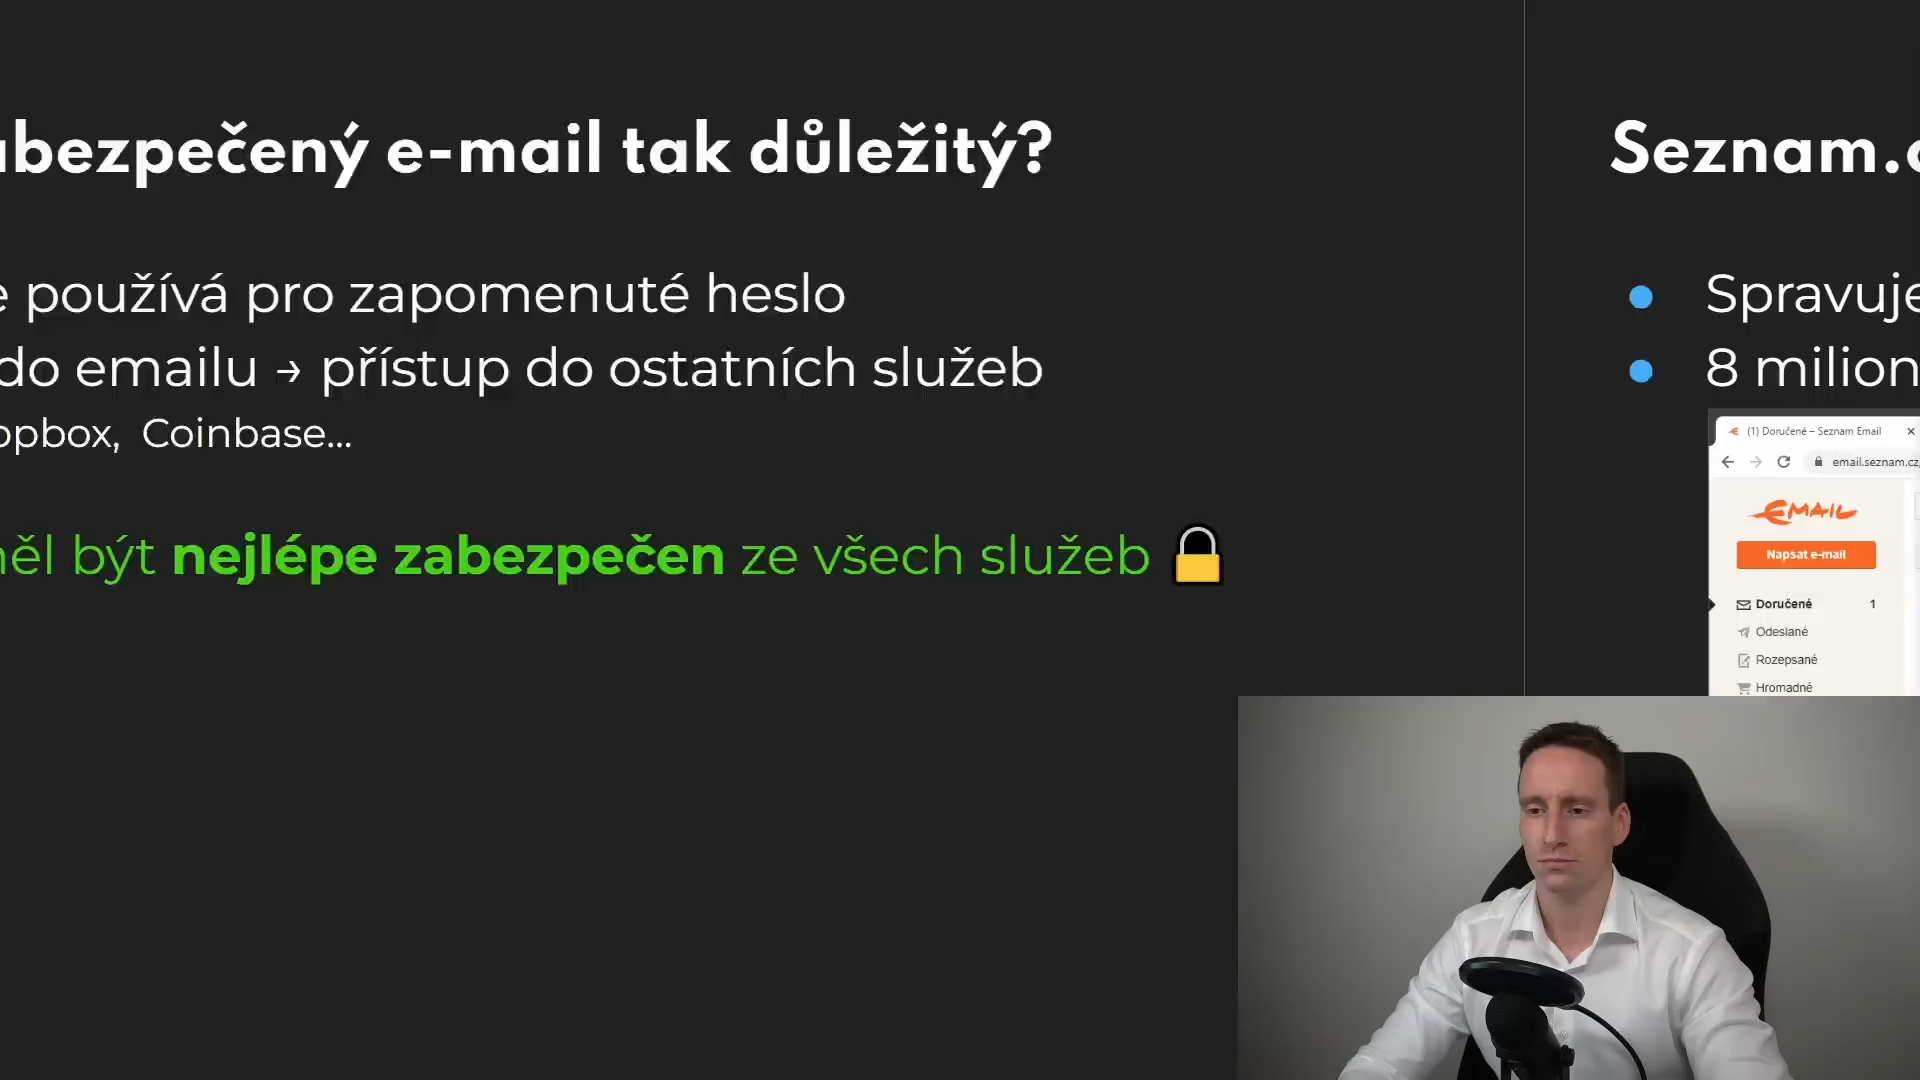 abezpečený e-mail tak důležitý?
e používá pro zapomenuté heslo
do emailu → přístup do ostatních služeb
opbox, Coinbase...
něl být nejlépe zabezpečen ze všech služeb
Seznam.c
Spravuje
8 milion
(1) Doručené – Seznam Email
email.seznam.cz
EMAIL
Napsat e-mail
Doručené 1
Odeslané
Rozepsané
Hromadné